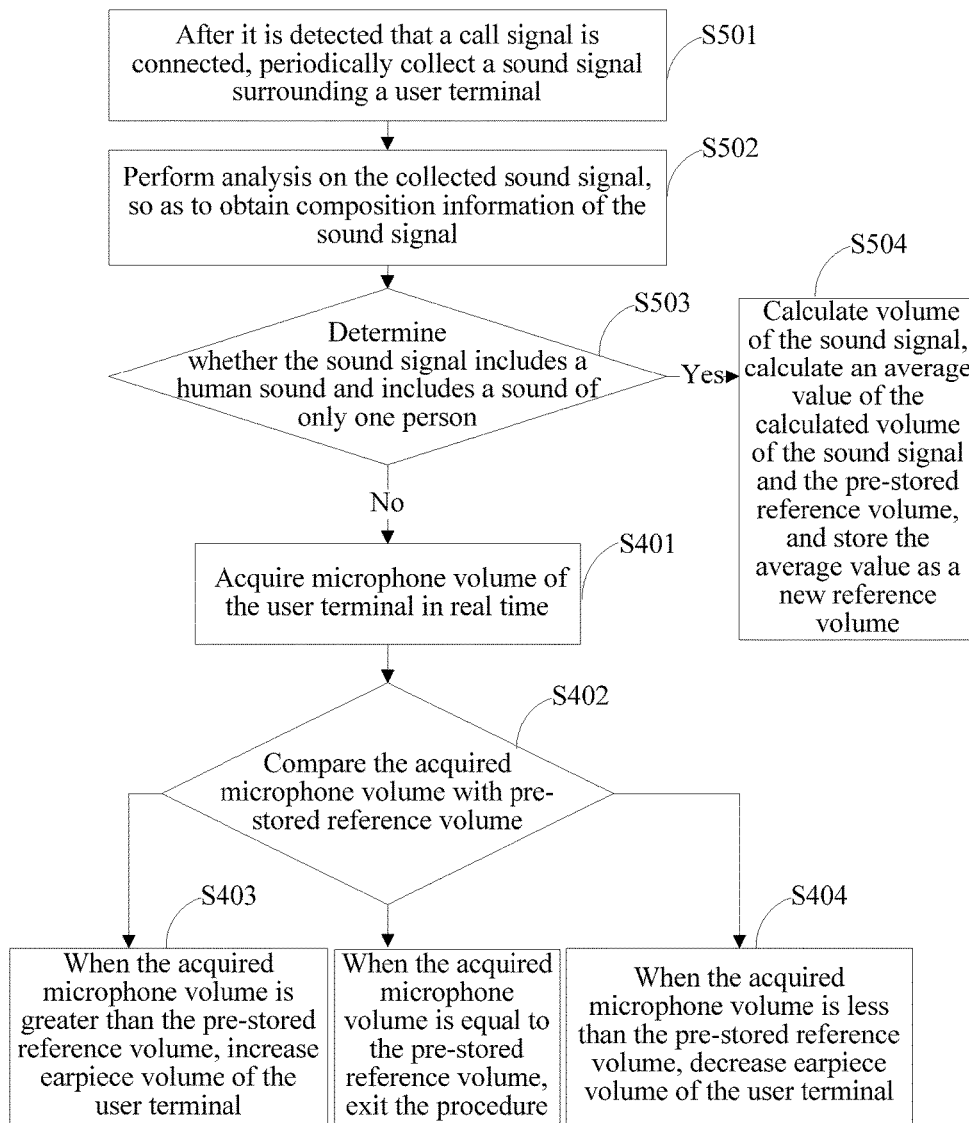 After it is detected that a call signal is
connected, periodically collect a sound signal
surrounding a user terminal
S501
Perform analysis on the collected sound signal,
so as to obtain composition information of the
sound signal
S502
Determine
whether the sound signal includes a
human sound and includes a sound of
only one person
S503
Yes
S504
Calculate volume
of the sound signal,
calculate an average
value of the
calculated volume
of the sound signal
and the pre-stored
reference volume,
and store the
average value as a
new reference
volume
No
S401
Acquire microphone volume of
the user terminal in real time
S402
Compare the acquired
microphone volume with pre-
stored reference volume
S403
When the acquired
microphone volume is
greater than the pre-stored
reference volume, increase
earpiece volume of the
user terminal
When the acquired
microphone
volume is equal to
the pre-stored
reference volume,
exit the procedure
S404
When the acquired
microphone volume is less
than the pre-stored reference
volume, decrease earpiece
volume of the user terminal